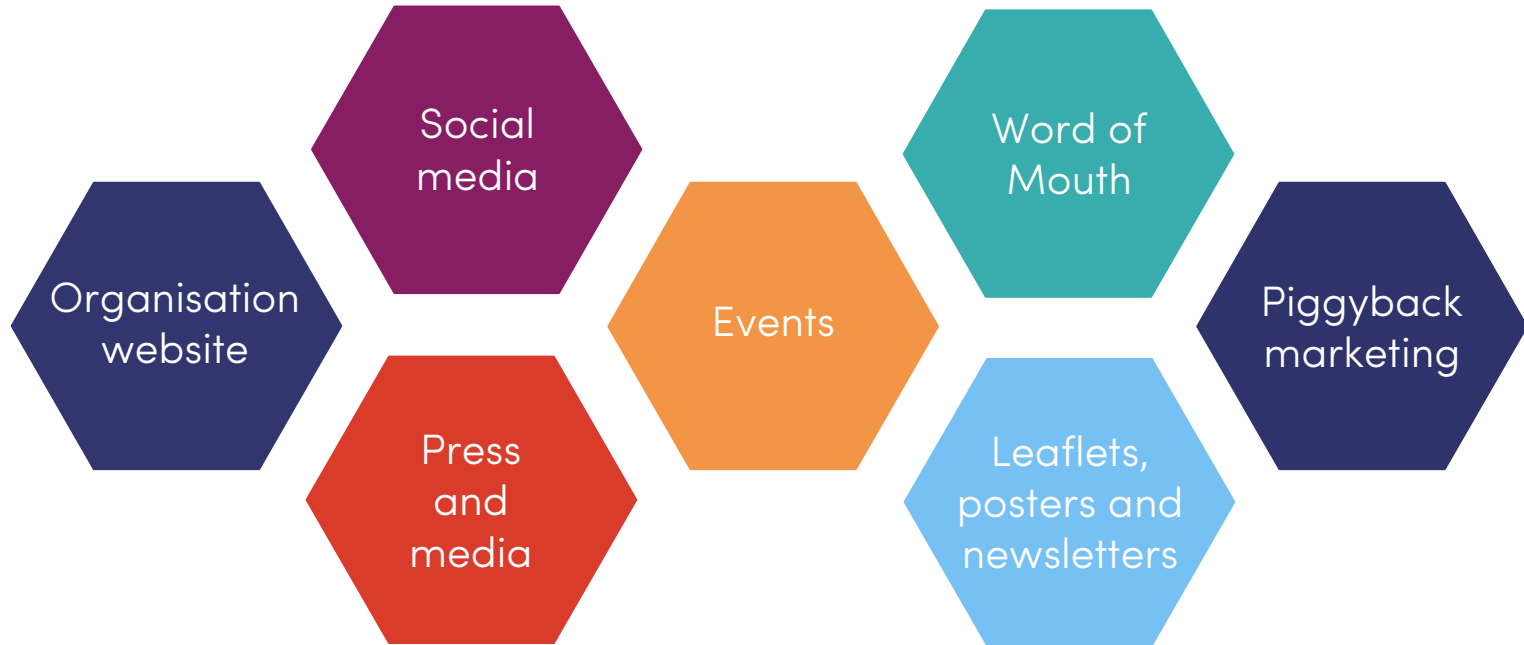 Social
media
Word of
Mouth
Organisation
website
Events
Piggyback
marketing
Press
and
media
Leaflets,
posters and
newsletters